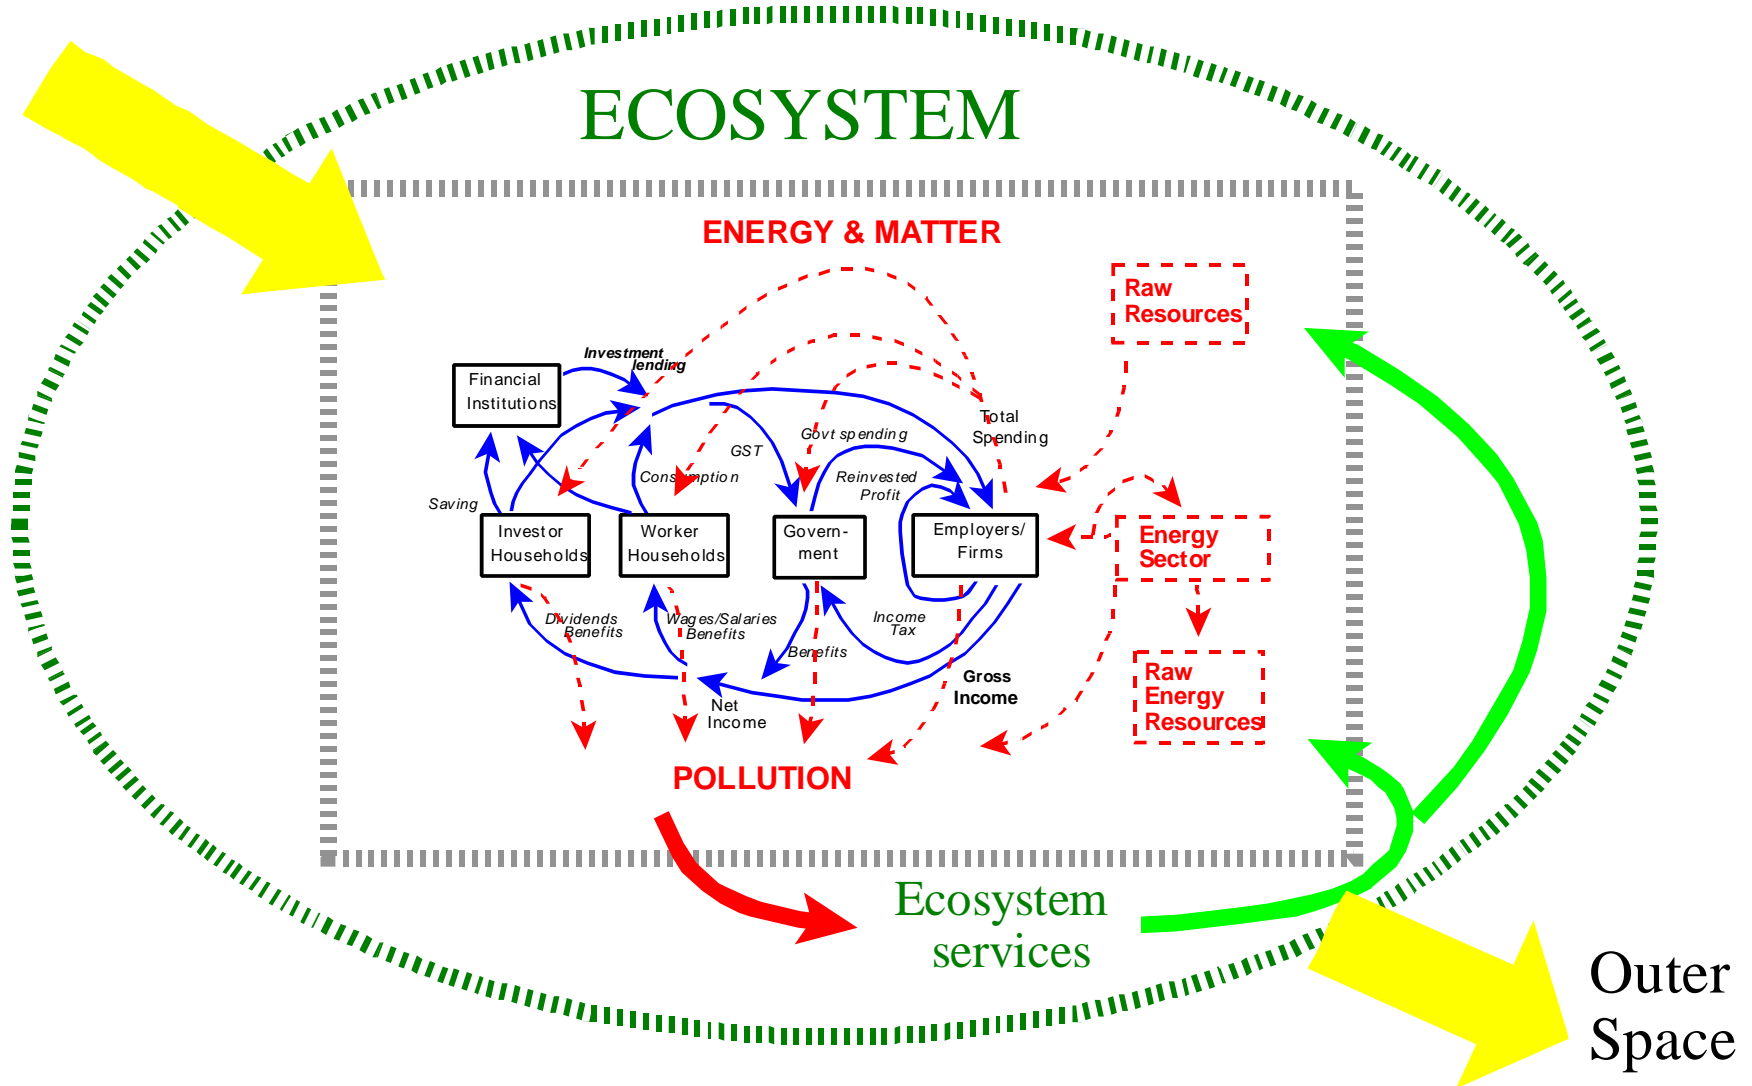 ECOSYSTEM
ENERGY & MATTER
Raw
Resources
Investment
lending
Financial
Institutions
Total
Spending
Govt spending
GST
Consumption
Reinvested
Profit
Saving
Investor
Households
Worker
Households
Govern-
ment
Employers/
Firms
Energy
Sector
Dividends
Benefits
Wages/Salaries
Benefits
Income
Tax
Benefits
Gross
Income
Net
Income
Raw
Energy
Resources
POLLUTION
Ecosystem
services
Outer
Space